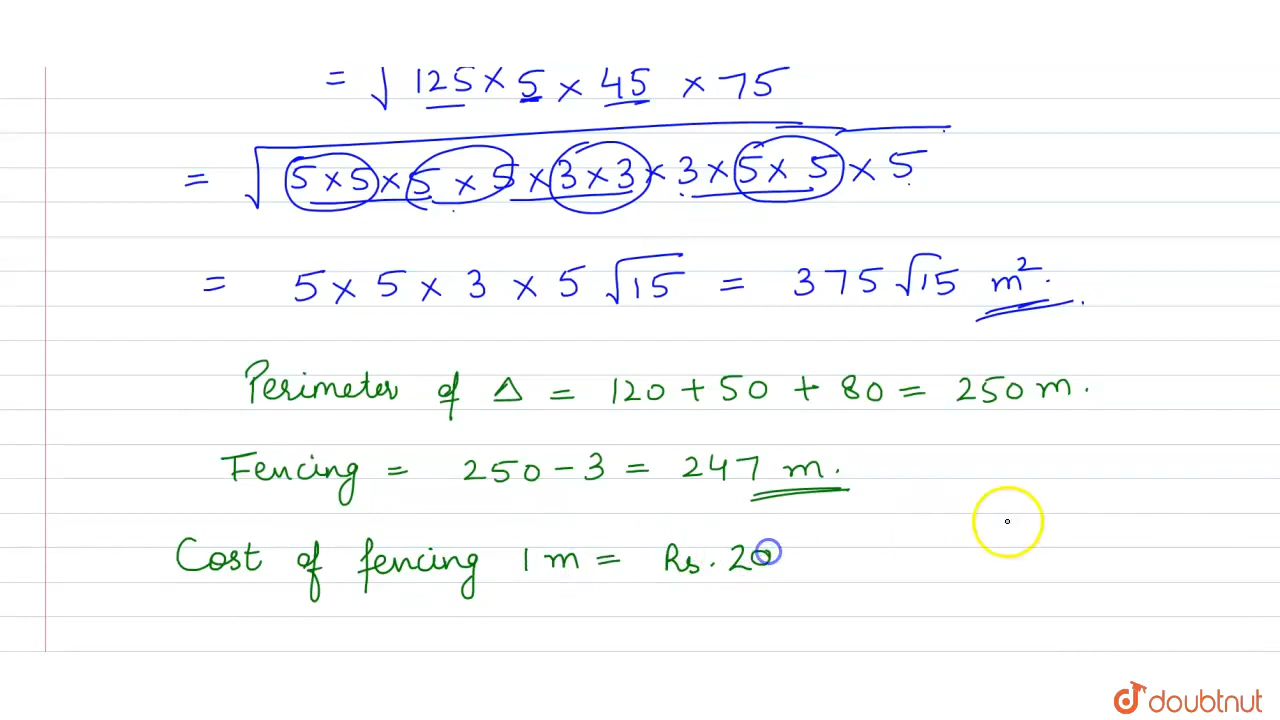 = √125 × 5 × 45 × 75
= √5 × 5 × 5 × 5 × 3 × 3 × 3 × 5 × 5 × 5
= 5 × 5 × 3 × 5 √15 = 375 √15 m².
Perimeter of Δ = 120 + 50 + 80 = 250 m.
Fencing = 250 - 3 = 247 m.
Cost of fencing 1 m = Rs. 20
doubtnut